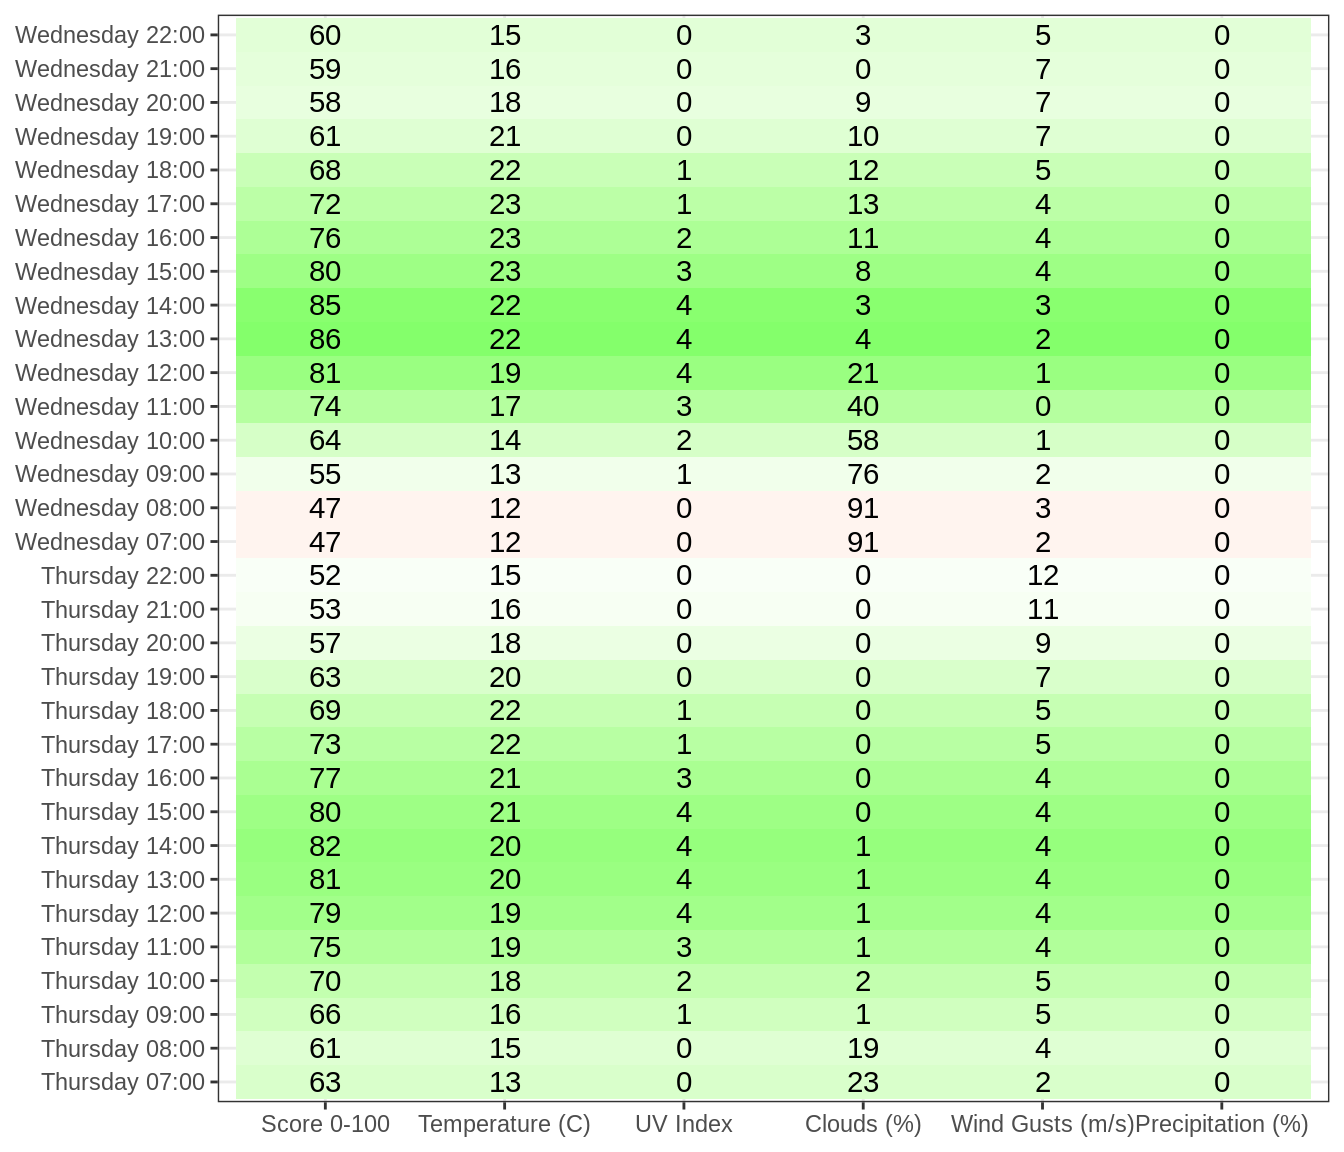 Wednesday 22:00 60 15 0 3 5 0
Wednesday 21:00 59 16 0 0 7 0
Wednesday 20:00 58 18 0 9 7 0
Wednesday 19:00 61 21 0 10 7 0
Wednesday 18:00 68 22 1 12 5 0
Wednesday 17:00 72 23 1 13 4 0
Wednesday 16:00 76 23 2 11 4 0
Wednesday 15:00 80 23 3 8 4 0
Wednesday 14:00 85 22 4 3 3 0
Wednesday 13:00 86 22 4 4 2 0
Wednesday 12:00 81 19 4 21 1 0
Wednesday 11:00 74 17 3 40 0 0
Wednesday 10:00 64 14 2 58 1 0
Wednesday 09:00 55 13 1 76 2 0
Wednesday 08:00 47 12 0 91 3 0
Wednesday 07:00 47 12 0 91 2 0
Thursday 22:00 52 15 0 0 12 0
Thursday 21:00 53 16 0 0 11 0
Thursday 20:00 57 18 0 0 9 0
Thursday 19:00 63 20 0 0 7 0
Thursday 18:00 69 22 1 0 5 0
Thursday 17:00 73 22 1 0 5 0
Thursday 16:00 77 21 3 0 4 0
Thursday 15:00 80 21 4 0 4 0
Thursday 14:00 82 20 4 1 4 0
Thursday 13:00 81 20 4 1 4 0
Thursday 12:00 79 19 4 1 4 0
Thursday 11:00 75 19 3 1 4 0
Thursday 10:00 70 18 2 2 5 0
Thursday 09:00 66 16 1 1 5 0
Thursday 08:00 61 15 0 19 4 0
Thursday 07:00 63 13 0 23 2 0
Score 0-100 Temperature (C) UV Index Clouds (%) Wind Gusts (m/s) Precipitation (%)